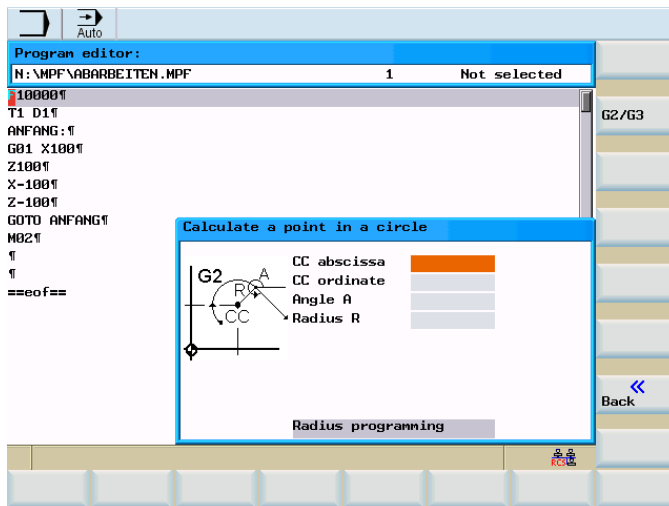 Auto
Program editor:
N:\MPF\ABARBEITEN.MPF 1 Not selected
F10000¶
T1 D1¶
ANFANG:¶
G01 X100¶
Z100¶
X-100¶
Z-100¶
GOTO ANFANG¶
M02¶
¶
¶
==eof==
G2/G3
Calculate a point in a circle
G2
A
R
CC
CC abscissa
CC ordinate
Angle A
Radius R
Radius programming
Back
RCS